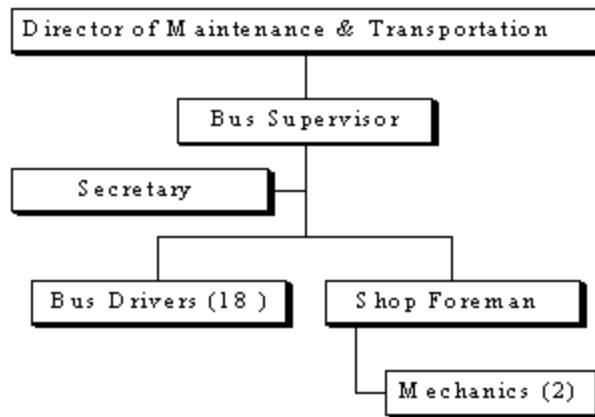 Director of Maintenance & Transportation
Bus Supervisor
Secretary
Bus Drivers (18 )
Shop Foreman
Mechanics (2)